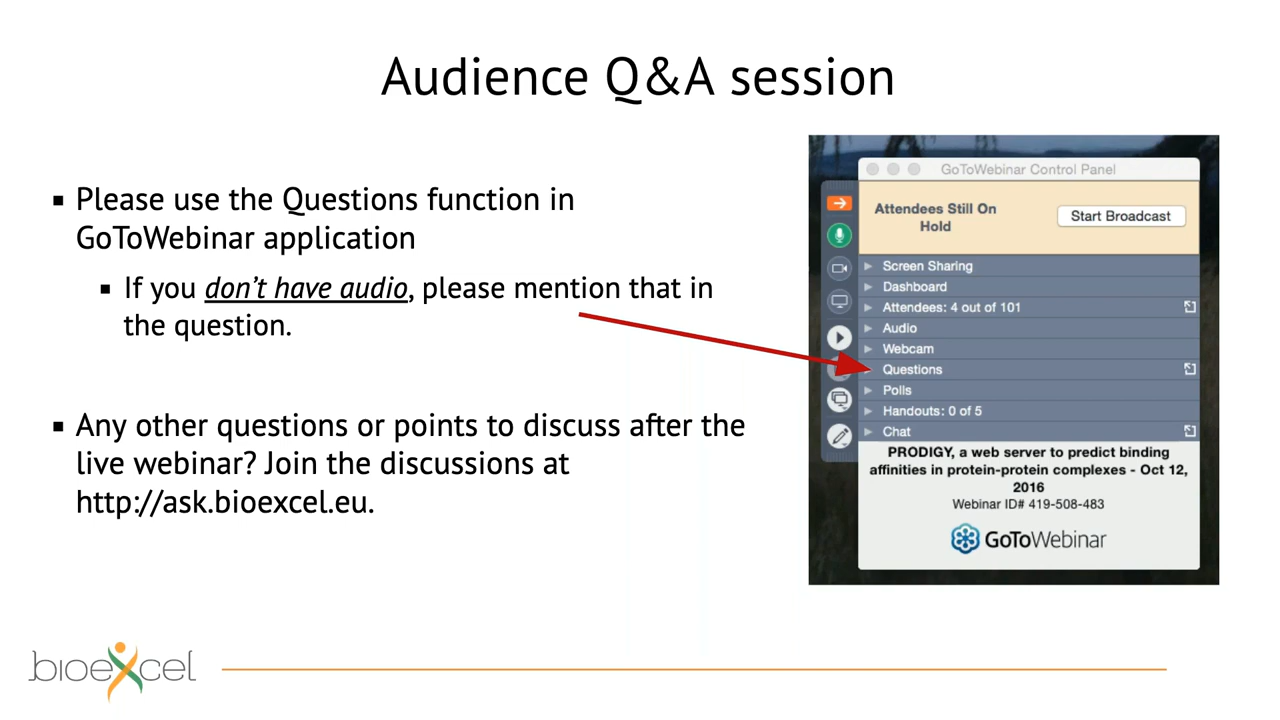 Audience Q&A session
Please use the Questions function in
GoToWebinar application
If you don't have audio, please mention that in
the question.
Any other questions or points to discuss after the
live webinar? Join the discussions at
http://ask.bioexcel.eu.
GoToWebinar Control Panel
Attendees Still On
Hold
Start Broadcast
Screen Sharing
Dashboard
Attendees: 4 out of 101
Audio
Webcam
Questions
Polls
Handouts: 0 of 5
Chat
PRODIGY, a web server to predict binding
affinities in protein-protein complexes - Oct 12,
2016
Webinar ID# 419-508-483
GoToWebinar
bioexcel